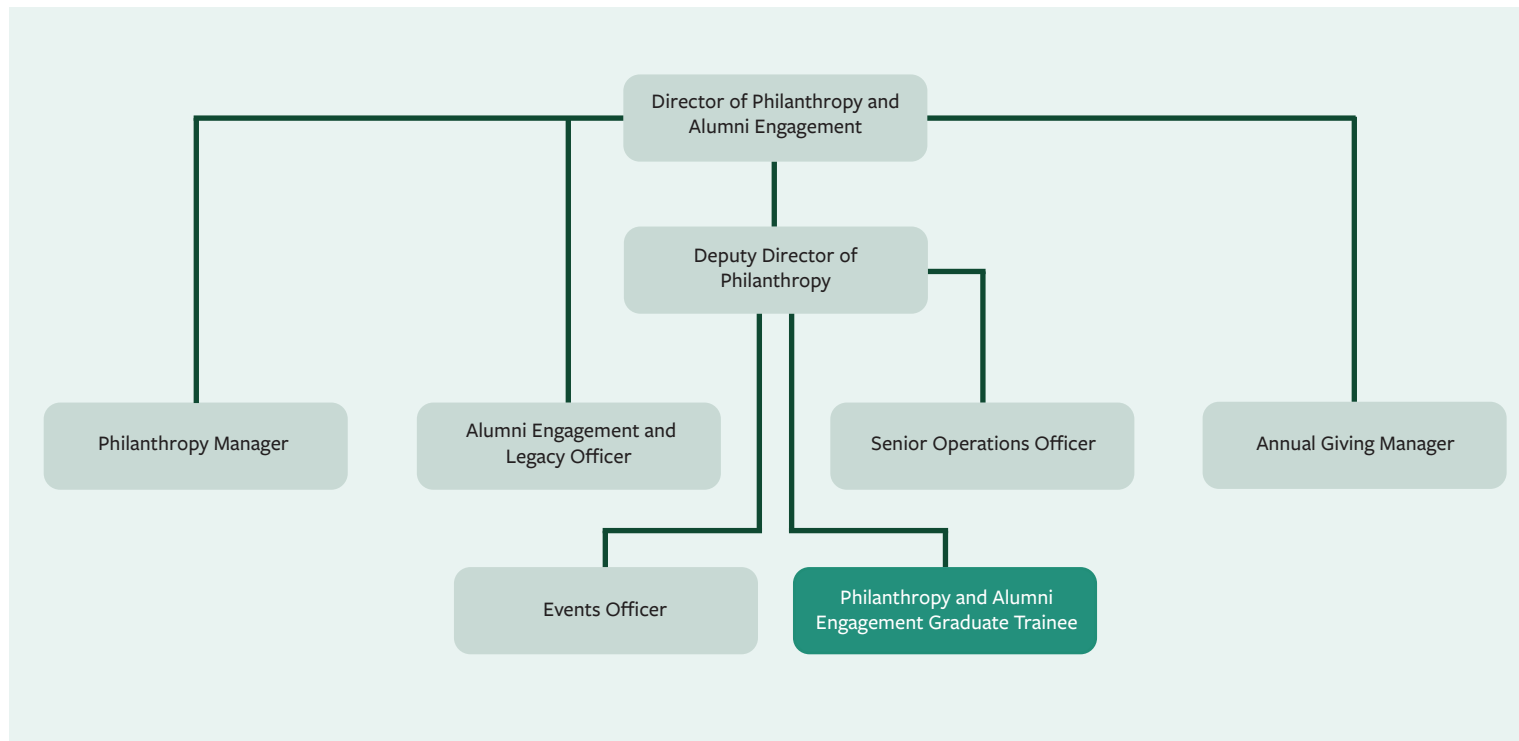 Director of Philanthropy and
Alumni Engagement
Deputy Director of
Philanthropy
Philanthropy Manager
Alumni Engagement and
Legacy Officer
Senior Operations Officer
Annual Giving Manager
Events Officer
Philanthropy and Alumni
Engagement Graduate Trainee